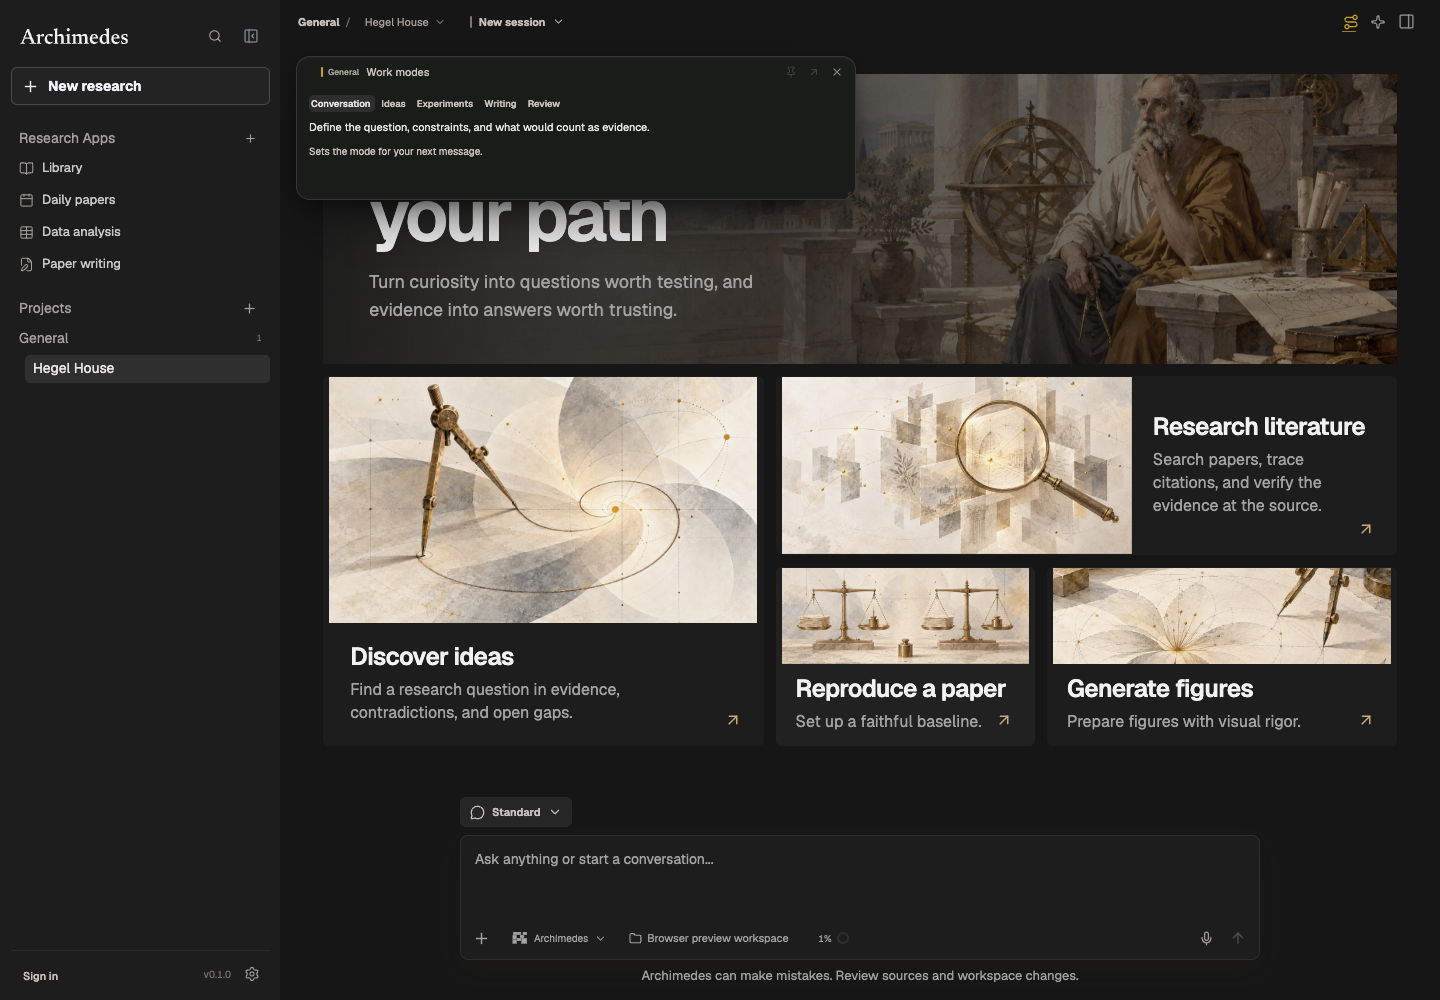 Archimedes
New research
Research Apps
Library
Daily papers
Data analysis
Paper writing
Projects
General 1
Hegel House
Sign in v0.1.0
General / Hegel House New session
General Work modes
Conversation Ideas Experiments Writing Review
Define the question, constraints, and what would count as evidence.
Sets the mode for your next message.
your path
Turn curiosity into questions worth testing, and
evidence into answers worth trusting.
Discover ideas
Find a research question in evidence,
contradictions, and open gaps.
Research literature
Search papers, trace
citations, and verify the
evidence at the source.
Reproduce a paper
Set up a faithful baseline.
Generate figures
Prepare figures with visual rigor.
Standard
Ask anything or start a conversation...
Archimedes Browser preview workspace 1%
Archimedes can make mistakes. Review sources and workspace changes.